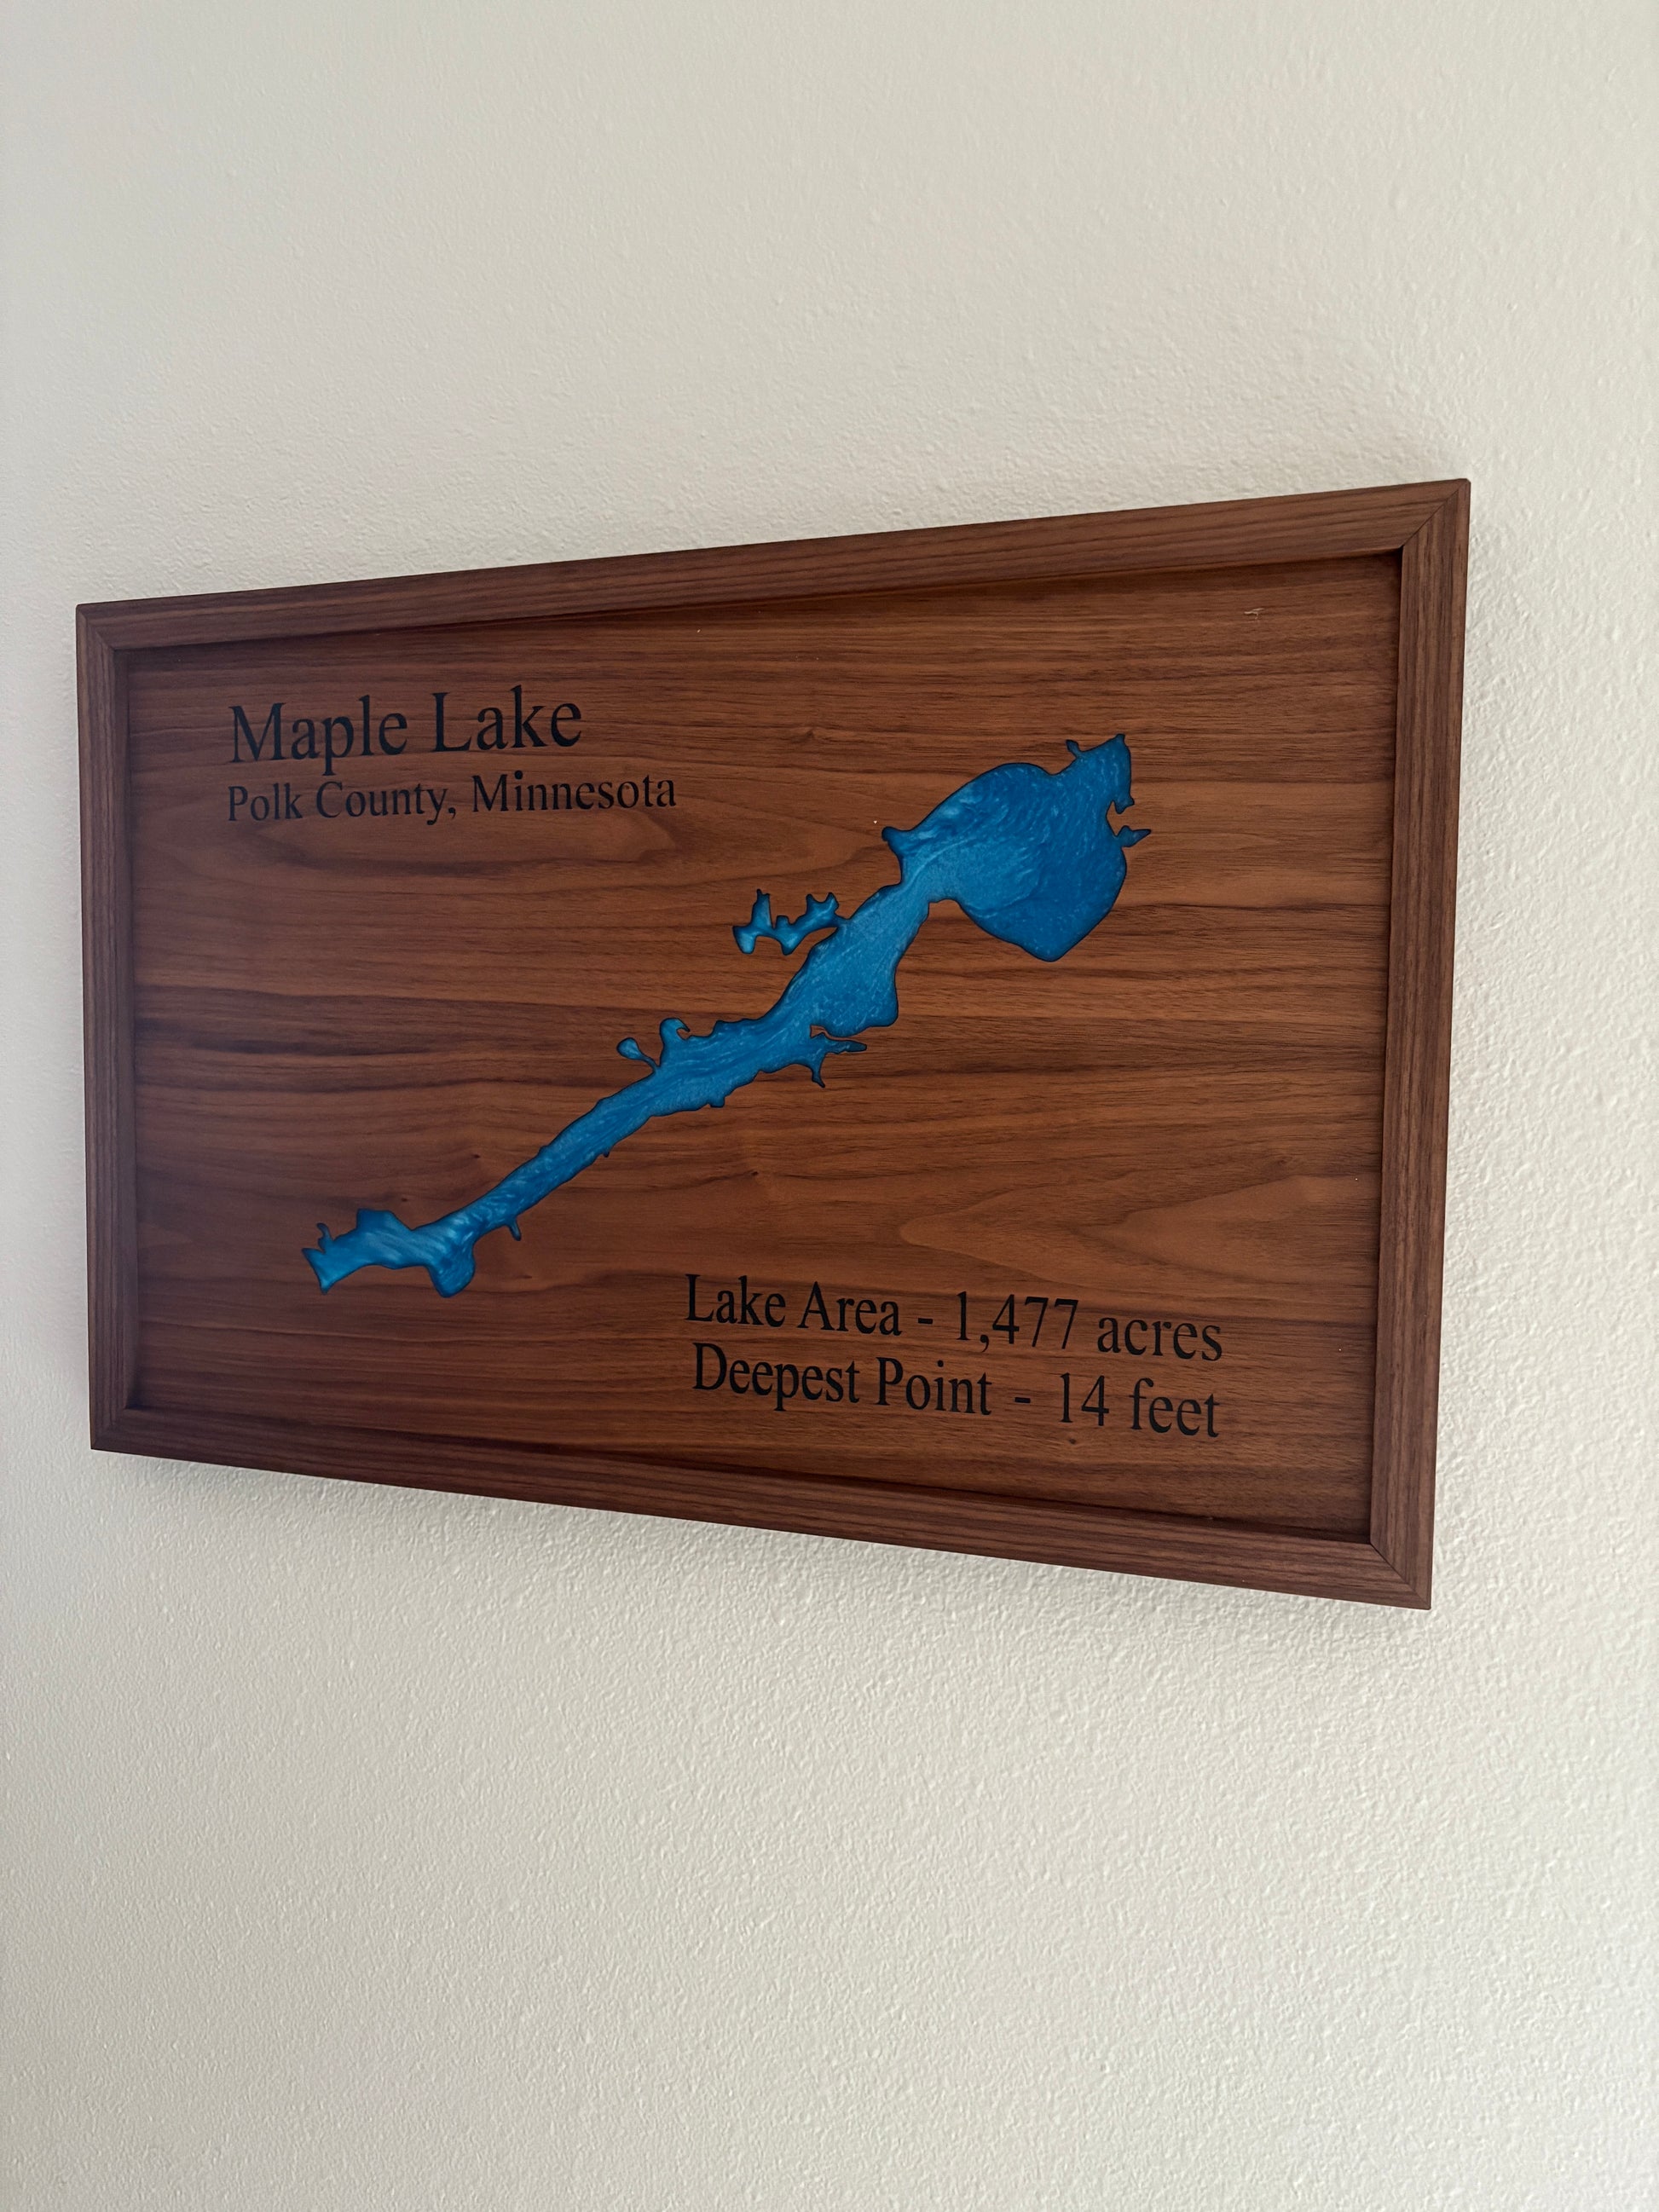 Maple Lake
Polk County, Minnesota
Lake Area - 1,477 acres
Deepest Point - 14 feet